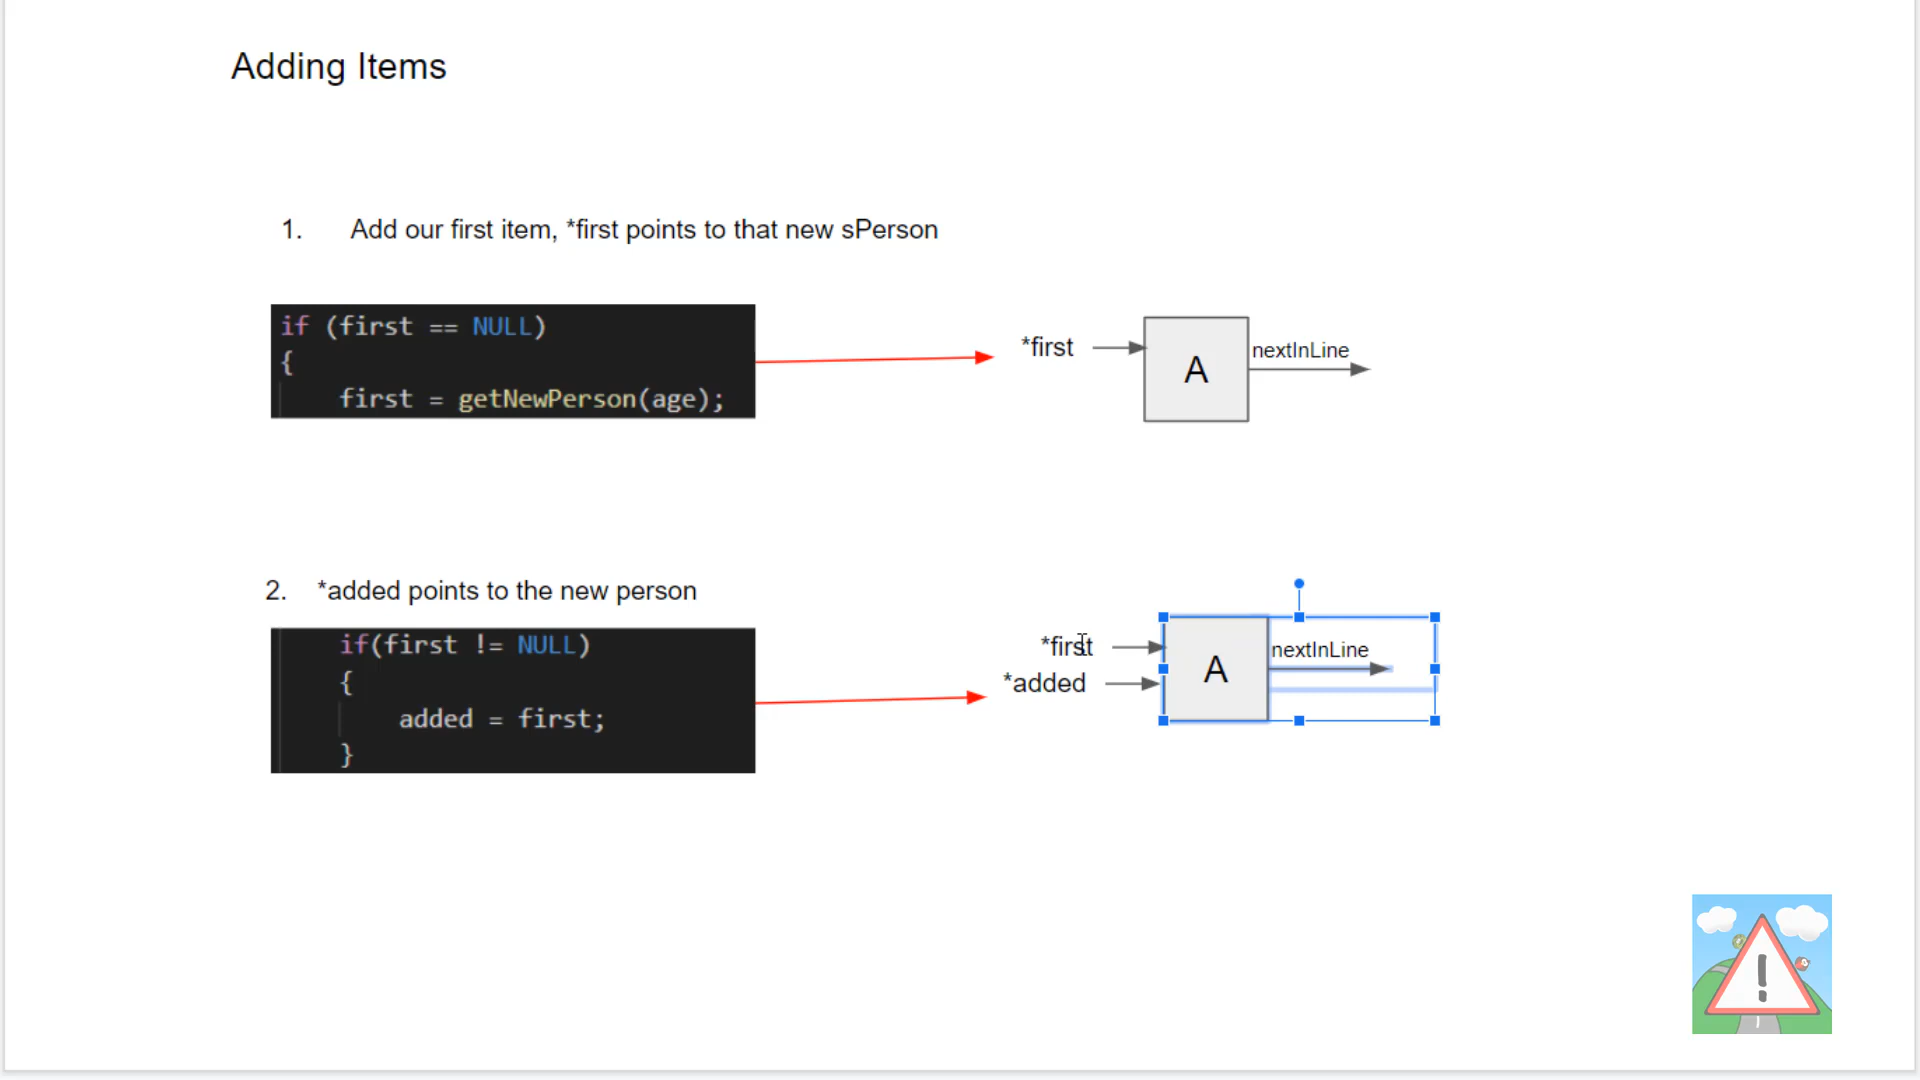 Adding Items
1. Add our first item, *first points to that new sPerson
if (first == NULL)
{
first = getNewPerson(age);
*first
A
nextInLine
2. *added points to the new person
if(first != NULL)
{
added = first;
}
*first
*added
A
nextInLine
!